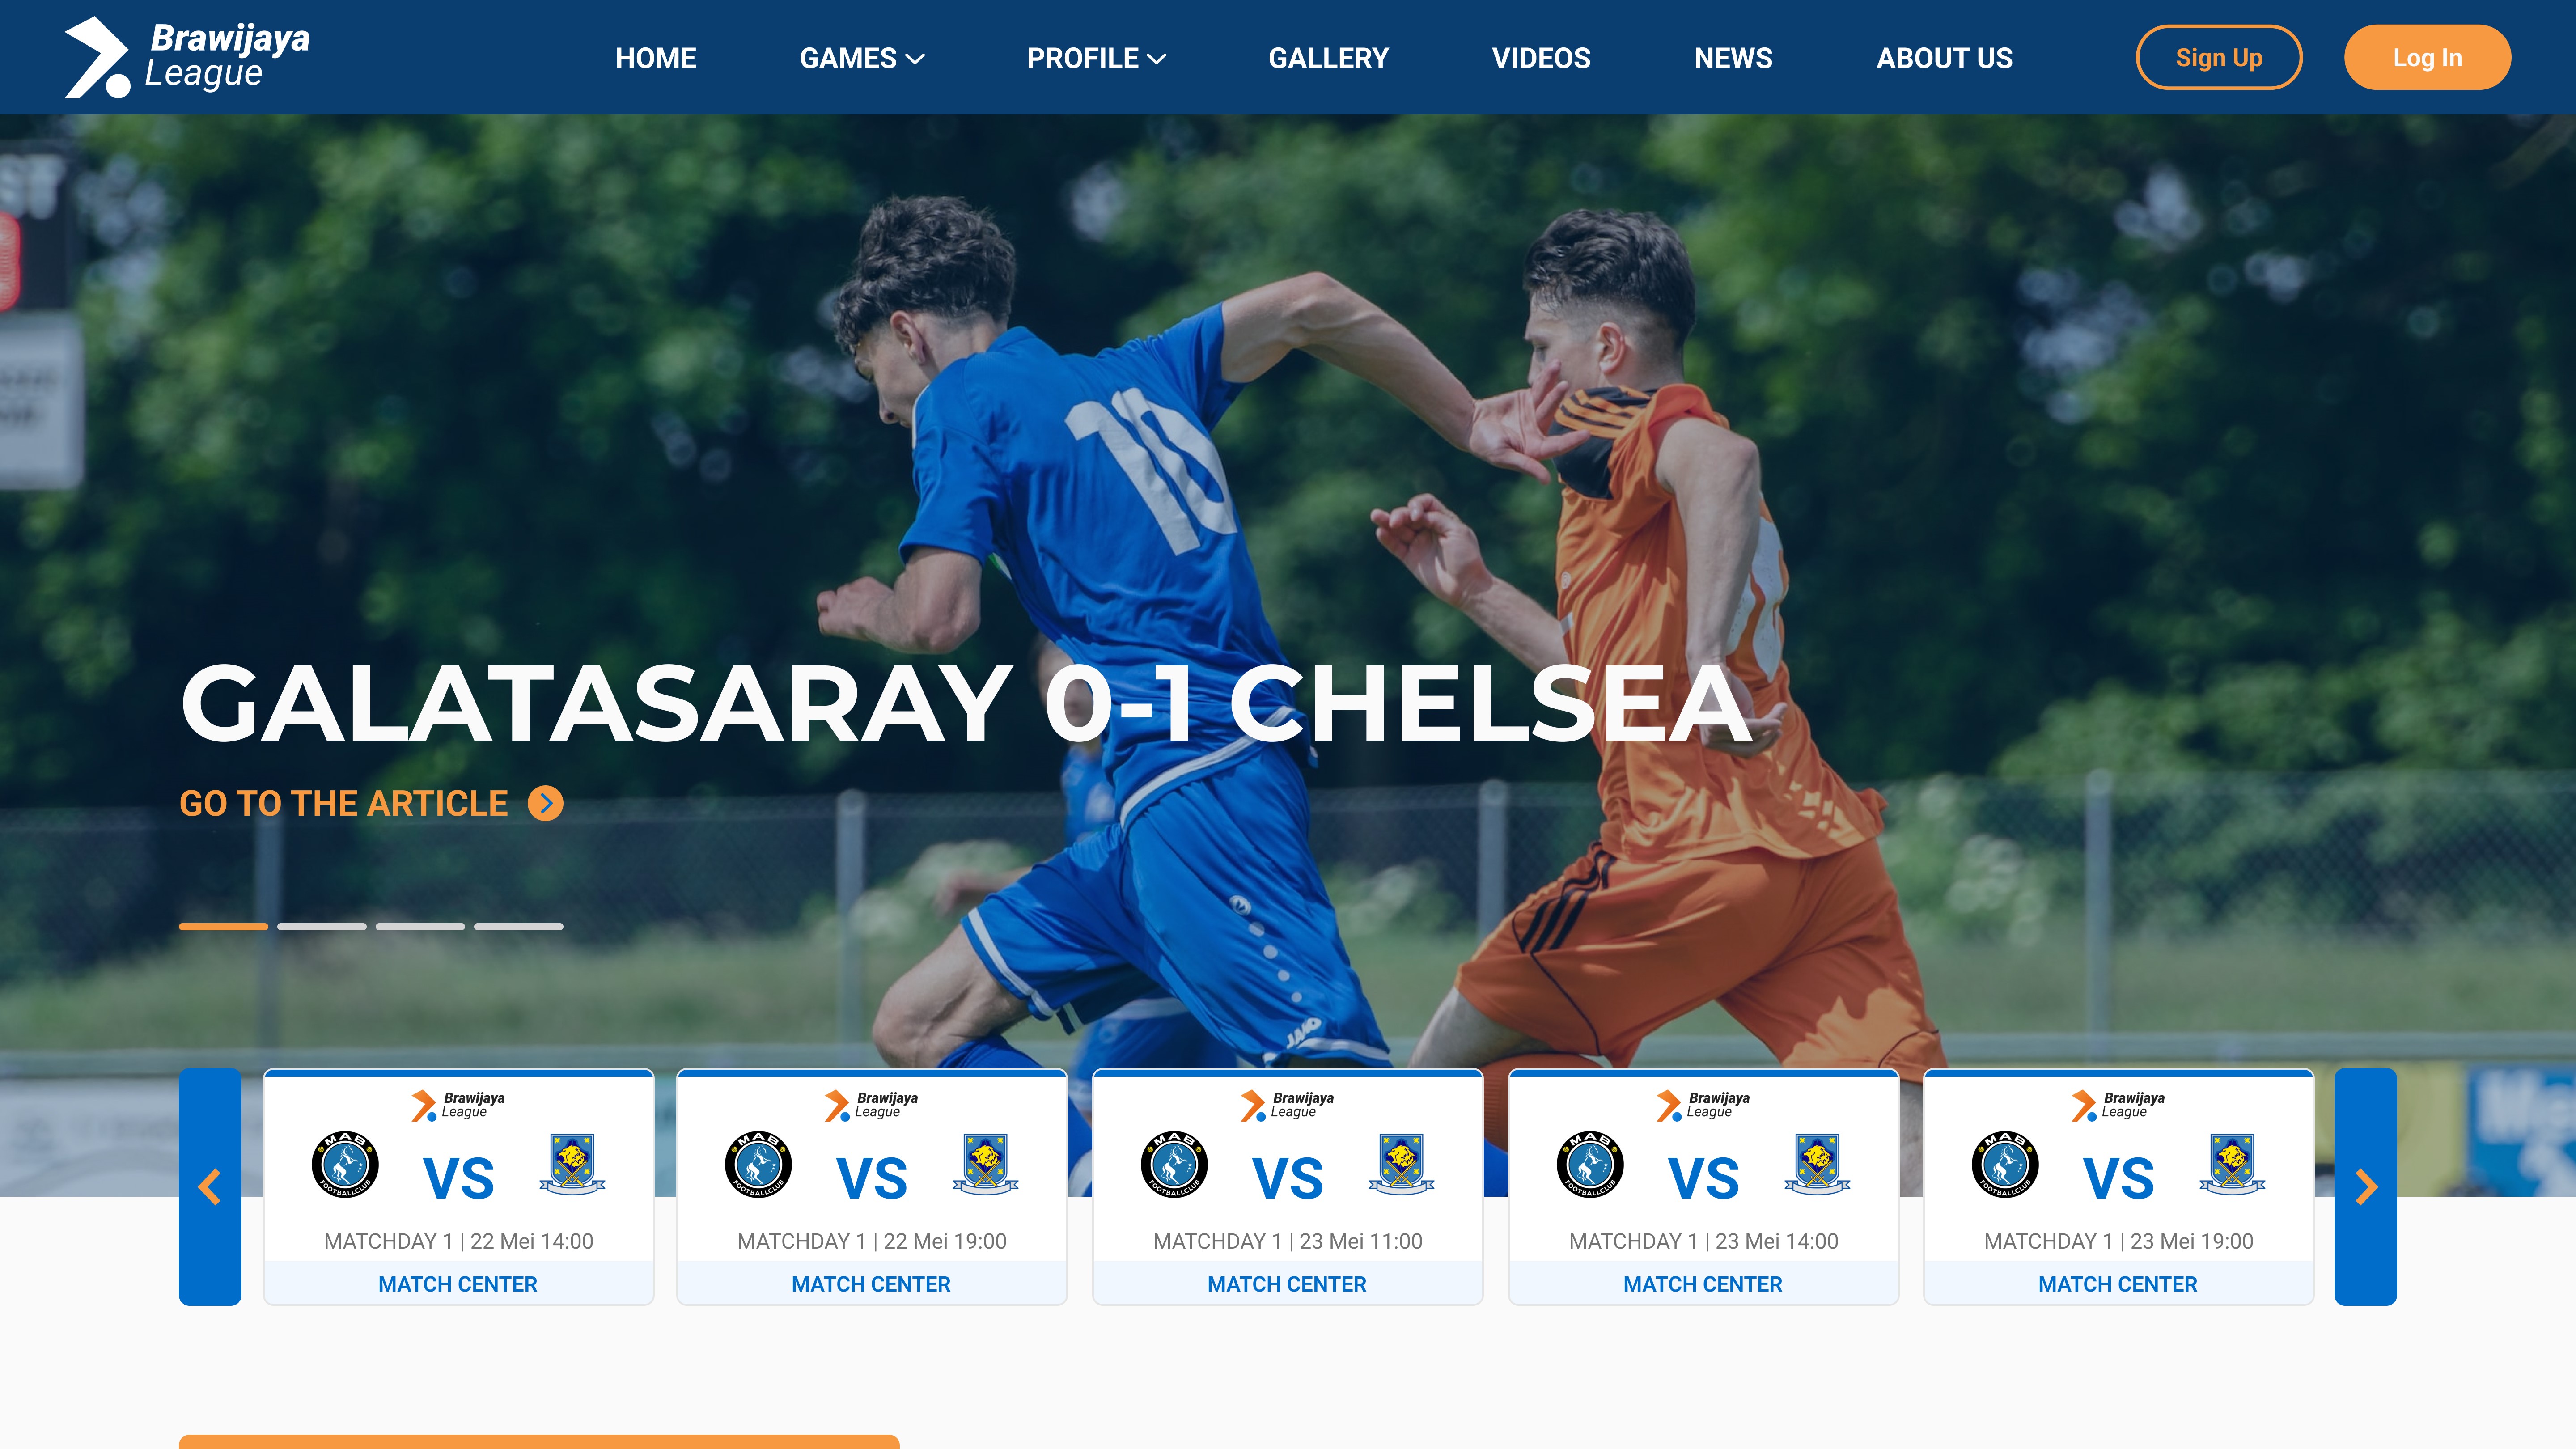 Brawijaya
League
HOME
GAMES
PROFILE
GALLERY
VIDEOS
NEWS
ABOUT US
Sign Up
Log In
ST
10
GALATASARAY 0-1 CHELSEA
GO TO THE ARTICLE
JAKO
Brawijaya
League
MAB
FOOTBALLCLUB
VS
MATCHDAY 1 | 22 Mei 14:00
MATCH CENTER
Brawijaya
League
MAB
FOOTBALLCLUB
VS
MATCHDAY 1 | 22 Mei 19:00
MATCH CENTER
Brawijaya
League
MAB
FOOTBALLCLUB
VS
MATCHDAY 1 | 23 Mei 11:00
MATCH CENTER
Brawijaya
League
MAB
FOOTBALLCLUB
VS
MATCHDAY 1 | 23 Mei 14:00
MATCH CENTER
Brawijaya
League
MAB
FOOTBALLCLUB
VS
MATCHDAY 1 | 23 Mei 19:00
MATCH CENTER